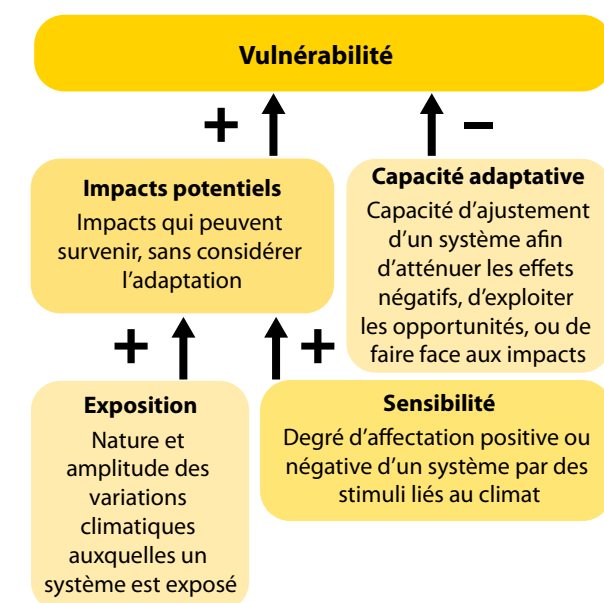 Vulnérabilité
+
−
Impacts potentiels
Impacts qui peuvent
survenir, sans considérer
l'adaptation
Capacité adaptative
Capacité d'ajustement
d'un système afin
d'atténuer les effets
négatifs, d'exploiter
les opportunités, ou de
faire face aux impacts
+
+
Exposition
Nature et
amplitude des
variations
climatiques
auxquelles un
système est exposé
Sensibilité
Degré d'affectation positive ou
négative d'un système par des
stimuli liés au climat